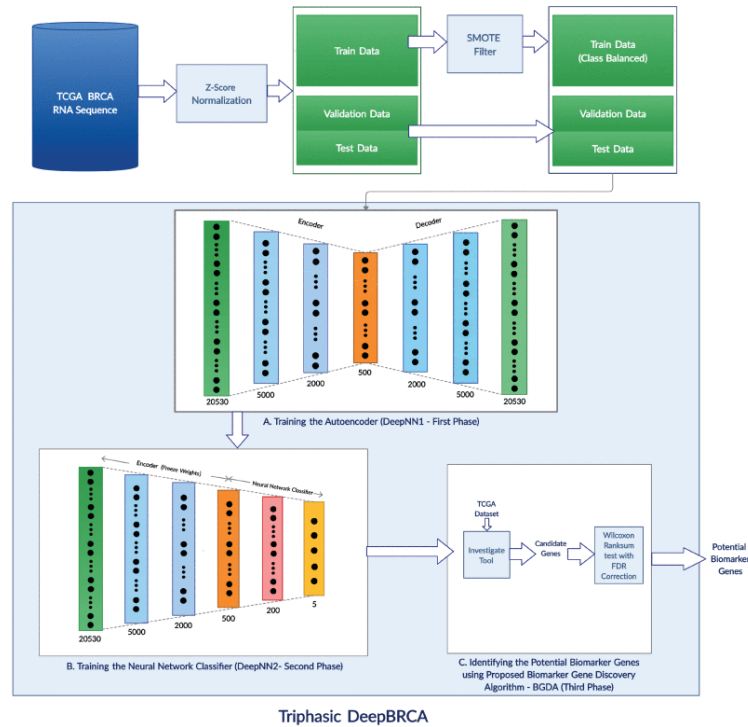 TCGA BRCA
RNA Sequence
Z-Score
Normalization
Train Data
Validation Data
Test Data
SMOTE
Filter
Train Data
(Class Balanced)
Validation Data
Test Data
Encoder
Decoder
20530
5000
2000
500
2000
5000
20530
A. Training the Autoencoder (DeepNN1 - First Phase)
Encoder (Freeze Weights)
Neural Network Classifier
20530
5000
2000
500
200
5
B. Training the Neural Network Classifier (DeepNN2- Second Phase)
TCGA
Dataset
Investigate
Tool
Candidate
Genes
Wilcoxon
Ranksum
test with
FDR
Correction
C. Identifying the Potential Biomarker Genes
using Proposed Biomarker Gene Discovery
Algorithm - BGDA (Third Phase)
Potential
Biomarker
Genes
Triphasic DeepBRCA